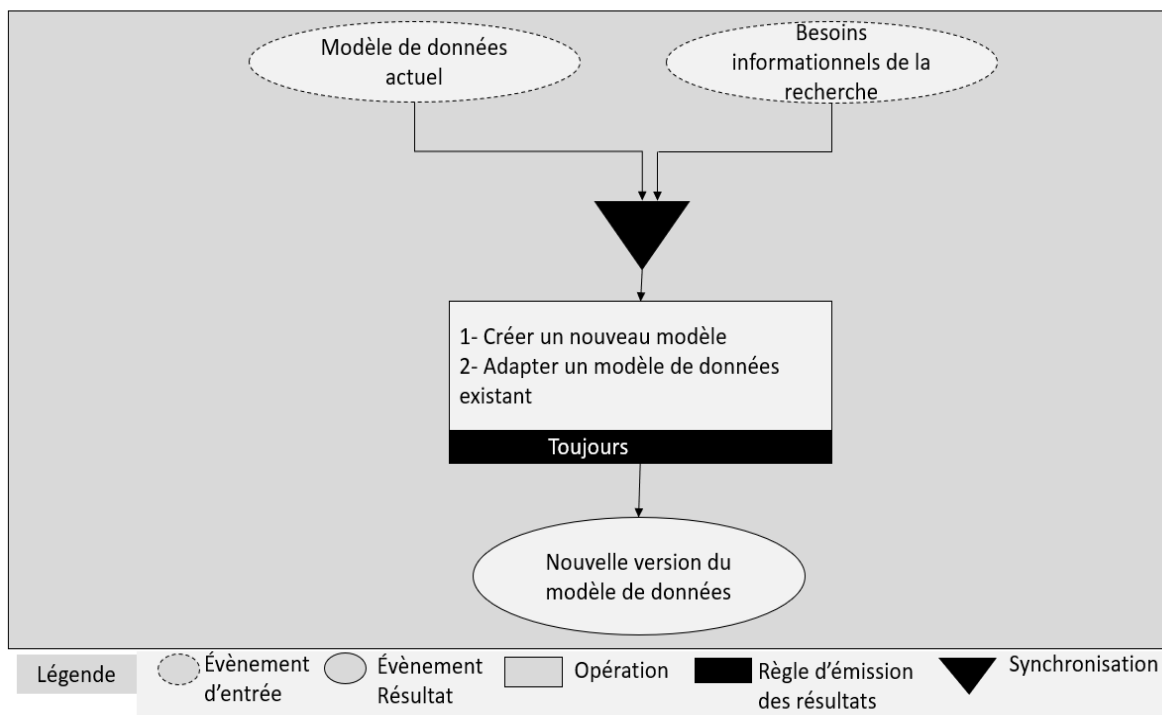 Modèle de données
actuel
Besoins
informationnels de la
recherche
1- Créer un nouveau modèle
2- Adapter un modèle de données
existant
Toujours
Nouvelle version du
modèle de données
Légende
Évènement
d'entrée
Évènement
Résultat
Opération
Règle d'émission
des résultats
Synchronisation